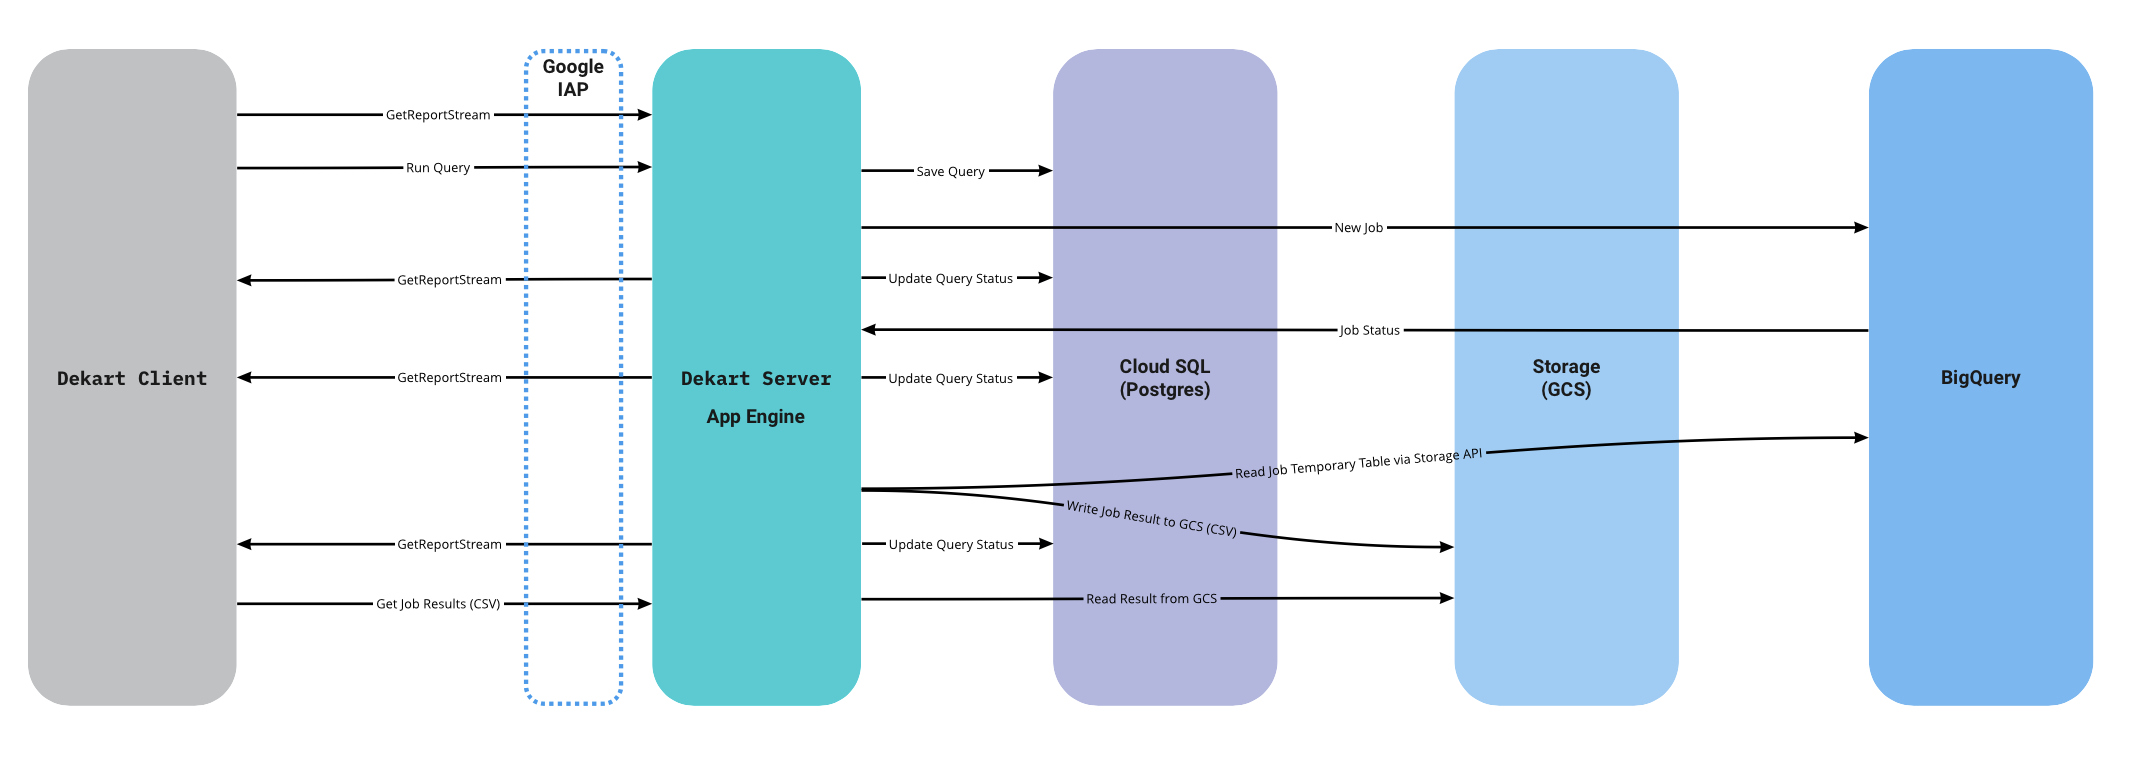 Google
IAP
GetReportStream
Run Query
Save Query
New Job
GetReportStream
Update Query Status
Job Status
Dekart Client
GetReportStream
Dekart Server
App Engine
Update Query Status
Cloud SQL
(Postgres)
Storage
(GCS)
BigQuery
Read Job Temporary Table via Storage API
Write Job Result to GCS (CSV)
GetReportStream
Update Query Status
Get Job Results (CSV)
Read Result from GCS